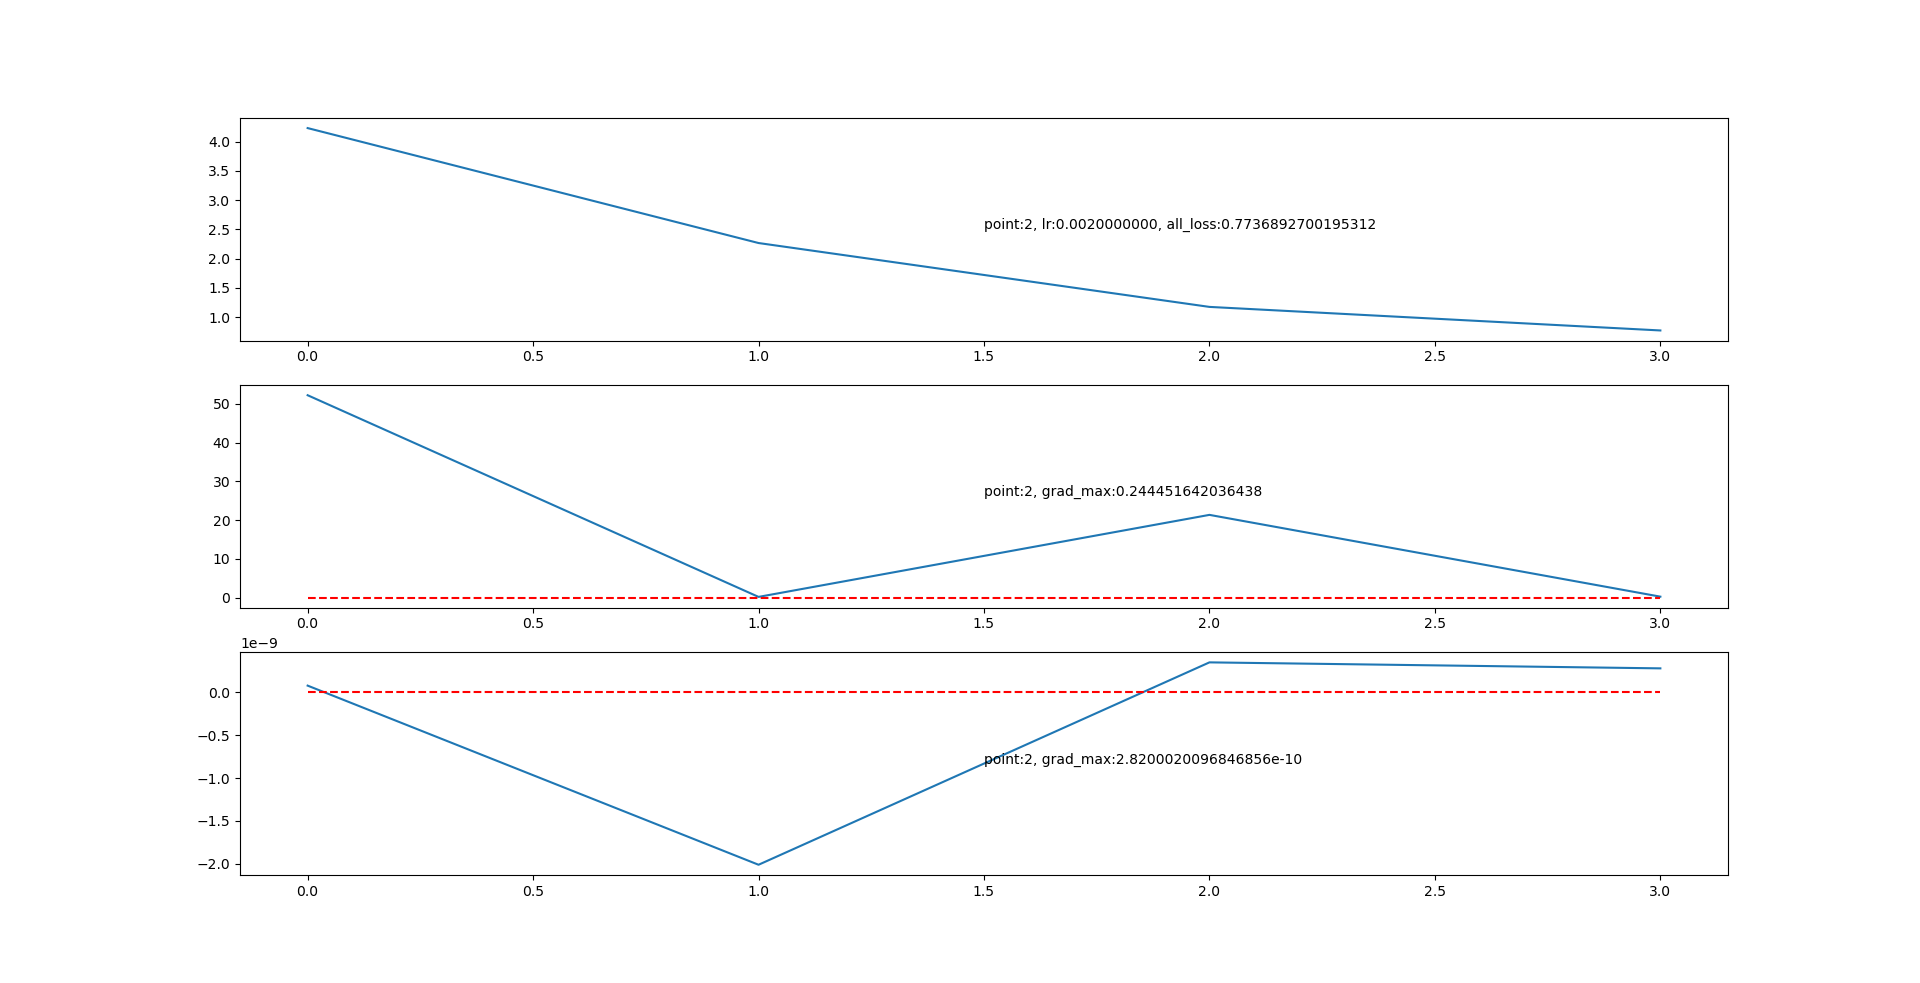 4.0
3.5
3.0
2.5
2.0
1.5
1.0
point:2, lr:0.0020000000, all_loss:0.7736892700195312
0.0 0.5 1.0 1.5 2.0 2.5 3.0
50
40
30
20
10
0
point:2, grad_max:0.244451642036438
0.0 0.5 1.0 1.5 2.0 2.5 3.0
1e−9
0.0
−0.5
−1.0
−1.5
−2.0
point:2, grad_max:2.8200020096846856e-10
0.0 0.5 1.0 1.5 2.0 2.5 3.0